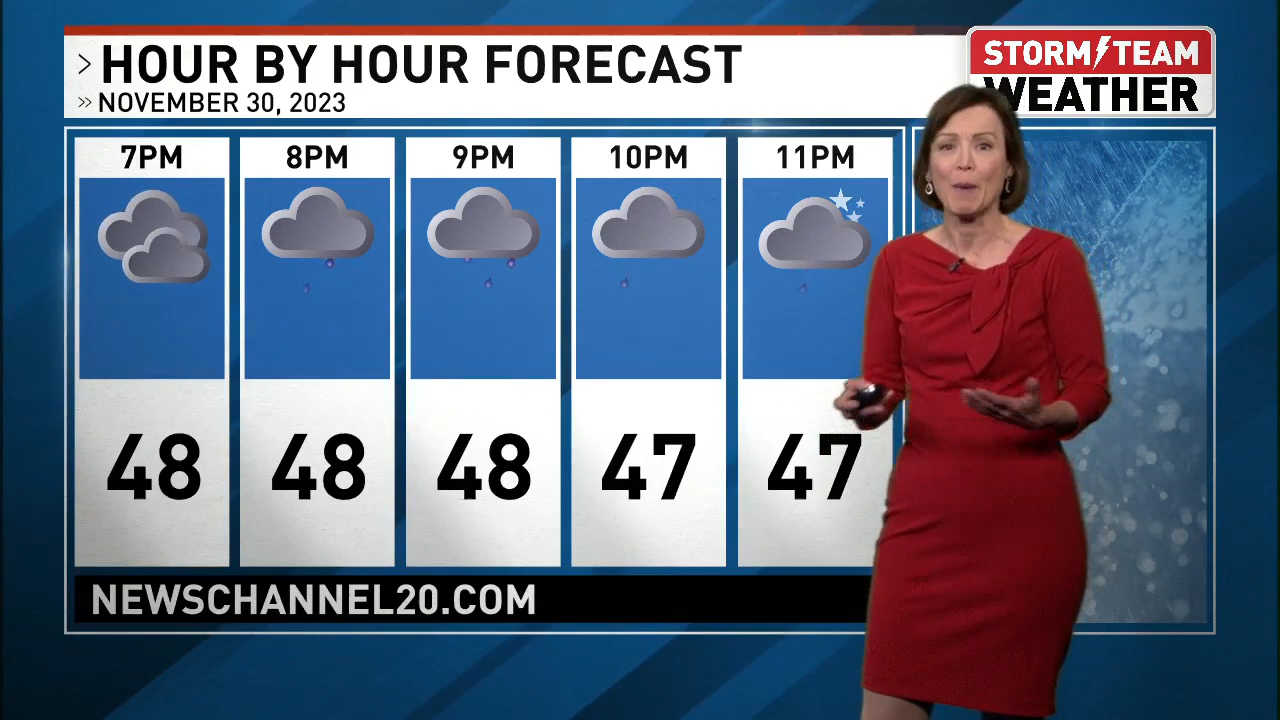 > HOUR BY HOUR FORECAST
» NOVEMBER 30, 2023
STORM TEAM
WEATHER
7PM 8PM 9PM 10PM 11PM
48 48 48 47 47
NEWSCHANNEL20.COM